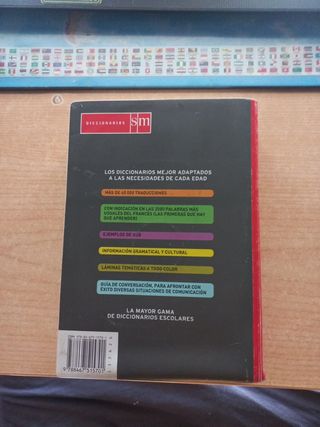 DICCIONARIOS sm
LOS DICCIONARIOS MEJOR ADAPTADOS
A LAS NECESIDADES DE CADA EDAD
MÁS DE 65 000 TRADUCCIONES
CON INDICACIÓN EN LAS 2000 PALABRAS MÁS
USUALES DEL FRANCÉS (LAS PRIMERAS QUE HAY
QUE APRENDER)
EJEMPLOS DE USO
INFORMACIÓN GRAMATICAL Y CULTURAL
LÁMINAS TEMÁTICAS A TODO COLOR
GUÍA DE CONVERSACIÓN, PARA AFRONTAR CON
ÉXITO DIVERSAS SITUACIONES DE COMUNICACIÓN
LA MAYOR GAMA
DE DICCIONARIOS ESCOLARES